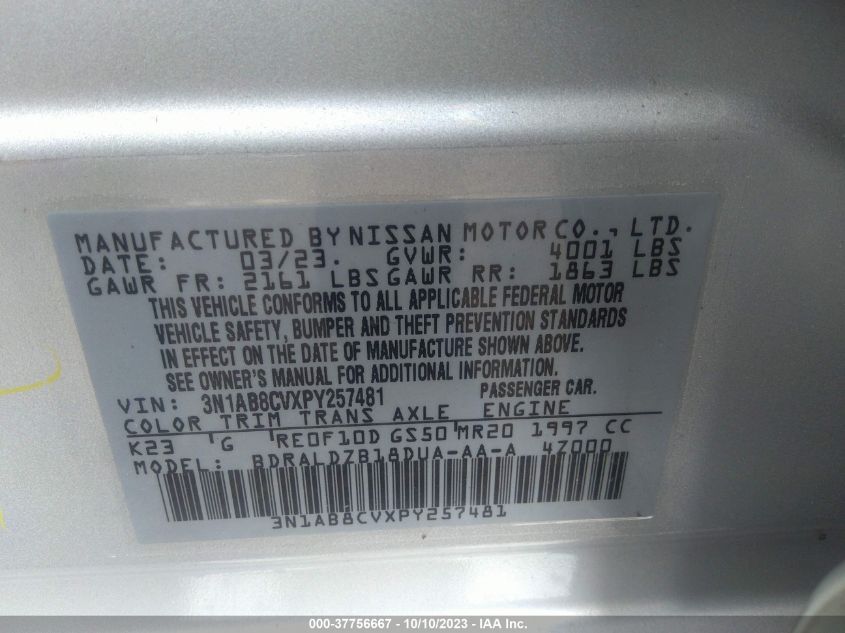 MANUFACTURED BY NISSAN MOTOR CO., LTD.
DATE: 03/23. GVWR: 4001 LBS
GAWR FR: 2161 LBS GAWR RR: 1863 LBS
THIS VEHICLE CONFORMS TO ALL APPLICABLE FEDERAL MOTOR
VEHICLE SAFETY, BUMPER AND THEFT PREVENTION STANDARDS
IN EFFECT ON THE DATE OF MANUFACTURE SHOWN ABOVE.
SEE OWNER'S MANUAL FOR ADDITIONAL INFORMATION.
VIN: 3N1AB8CVXPY257481 PASSENGER CAR.
COLOR TRIM TRANS AXLE ENGINE
K23 G RE0F10D GS50 MR20 1997 CC
MODEL: BDRALDZB18DUA-AA-A 4Z000
3N1AB8CVXPY257481
000-37756667 - 10/10/2023 - IAA Inc.